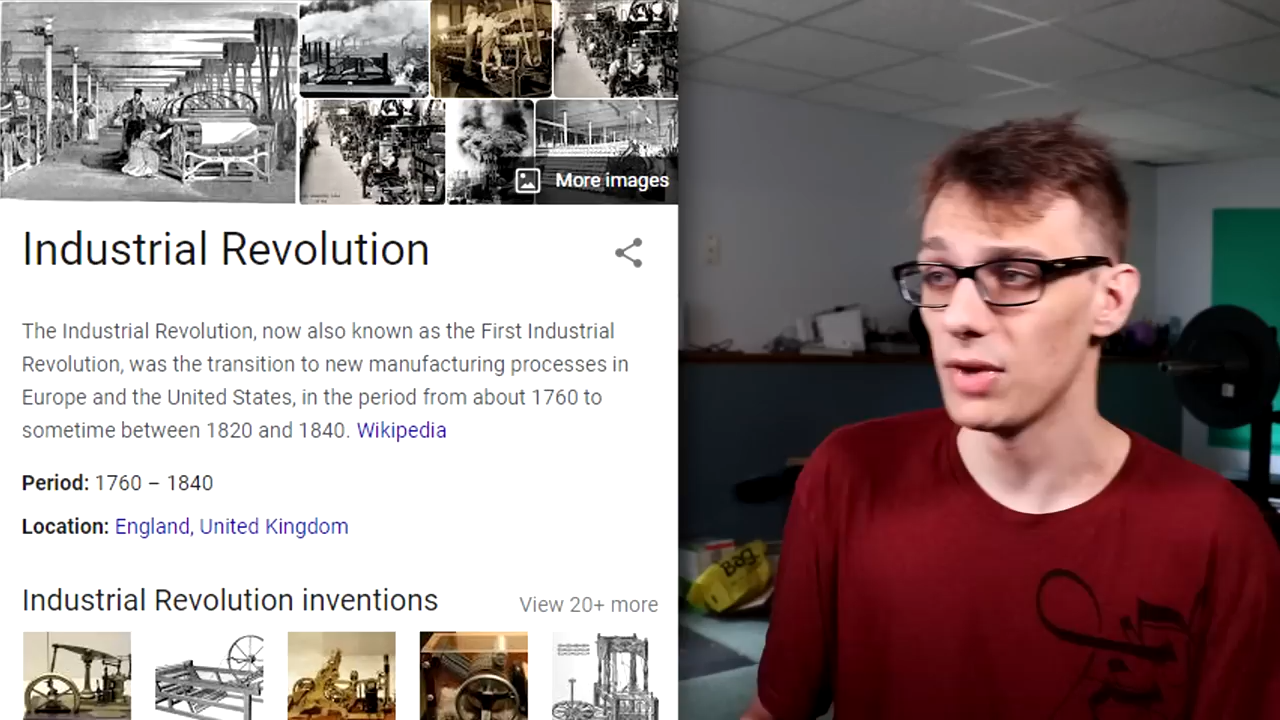 More images
Industrial Revolution
The Industrial Revolution, now also known as the First Industrial
Revolution, was the transition to new manufacturing processes in
Europe and the United States, in the period from about 1760 to
sometime between 1820 and 1840. Wikipedia
Period: 1760 – 1840
Location: England, United Kingdom
Industrial Revolution inventions
View 20+ more
Bag